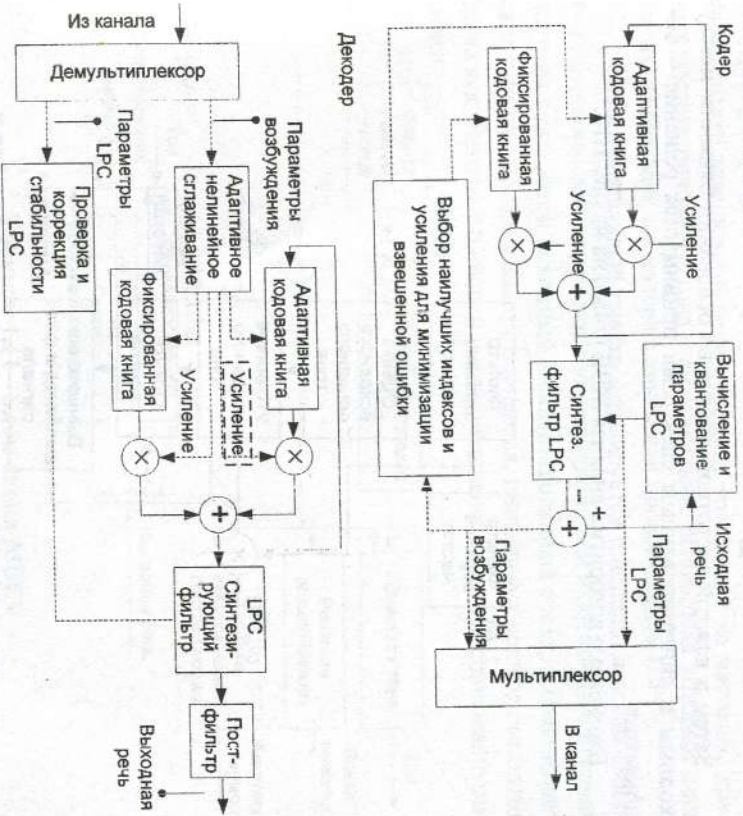 Кодер
Адаптивная
кодовая книга
Усиление
Фиксированная
кодовая книга
Усиление
Выбор наилучших индексов и
усиления для минимизации
взвешенной ошибки
Вычисление и
квантование
параметров
LPC
Синтез.
фильтр LPC
Исходная
речь
Параметры
LPC
Параметры
возбуждения
Мультиплексор
В канал
Декодер
Из канала
Демультиплексор
Параметры
возбуждения
Параметры
LPC
Адаптивное
нелинейное
сглаживание
Адаптивная
кодовая книга
Усиление
Усиление
Фиксированная
кодовая книга
Проверка и
коррекция
стабильности
LPC
LPC
Синтези-
рующий
фильтр
Пост-
фильтр
Выходная
речь